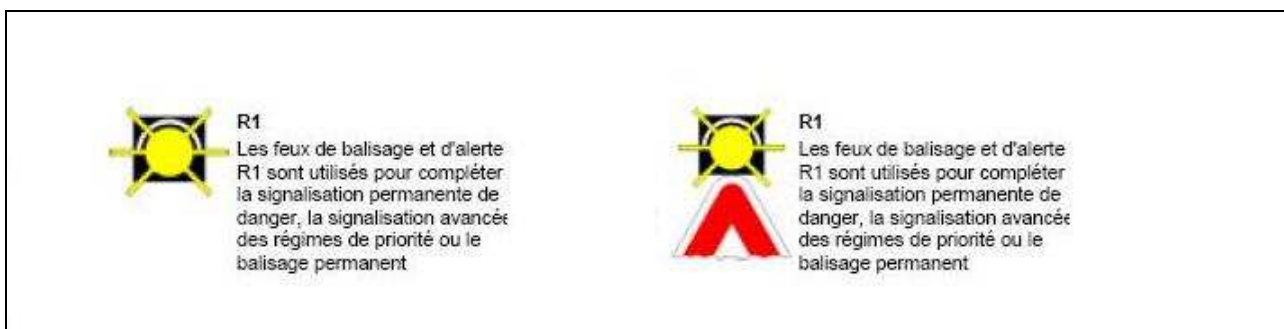 R1
Les feux de balisage et d'alerte
R1 sont utilisés pour compléter
la signalisation permanente de
danger, la signalisation avancée
des régimes de priorité ou le
balisage permanent
R1
Les feux de balisage et d'alerte
R1 sont utilisés pour compléter
la signalisation permanente de
danger, la signalisation avancée
des régimes de priorité ou le
balisage permanent